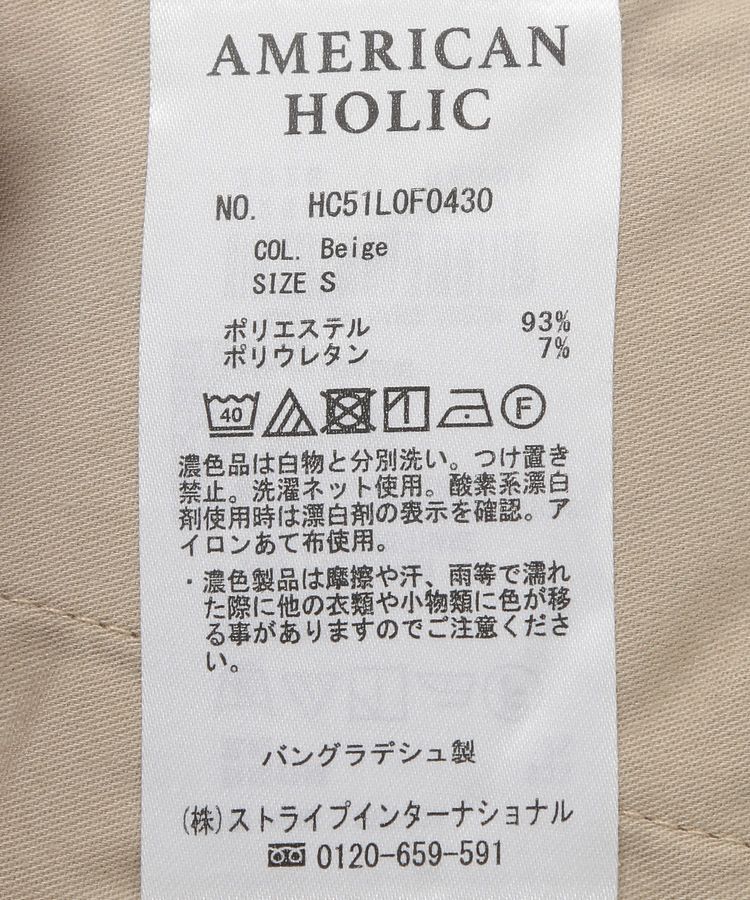 AMERICAN
HOLIC
NO. HC51L0F0430
COL. Beige
SIZE S
ポリエステル 93%
ポリウレタン 7%
40 F
濃色品は白物と分別洗い。つけ置き
禁止。洗濯ネット使用。酸素系漂白
剤使用時は漂白剤の表示を確認。ア
イロンあて布使用。
・濃色製品は摩擦や汗、雨等で濡れ
た際に他の衣類や小物類に色が移
る事がありますのでご注意くださ
い。
バングラデシュ製
(株)ストライプインターナショナル
0120-659-591